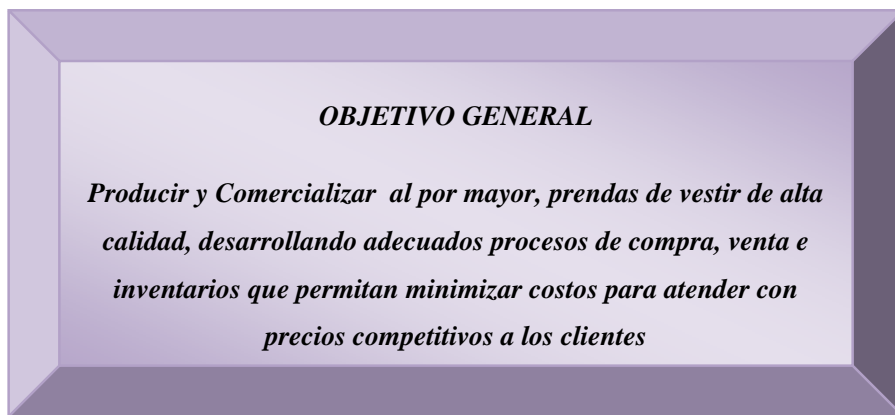 OBJETIVO GENERAL
Producir y Comercializar al por mayor, prendas de vestir de alta
calidad, desarrollando adecuados procesos de compra, venta e
inventarios que permitan minimizar costos para atender con
precios competitivos a los clientes